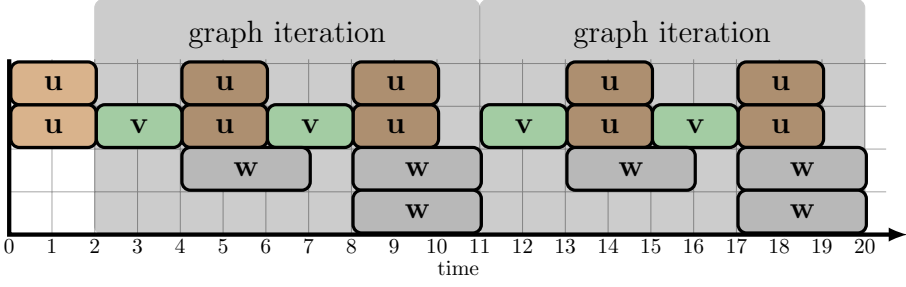 graph iteration graph iteration
u u u u u
u v u v u v u v u
w w w w
w w
0 1 2 3 4 5 6 7 8 9 10 11 12 13 14 15 16 17 18 19 20
time